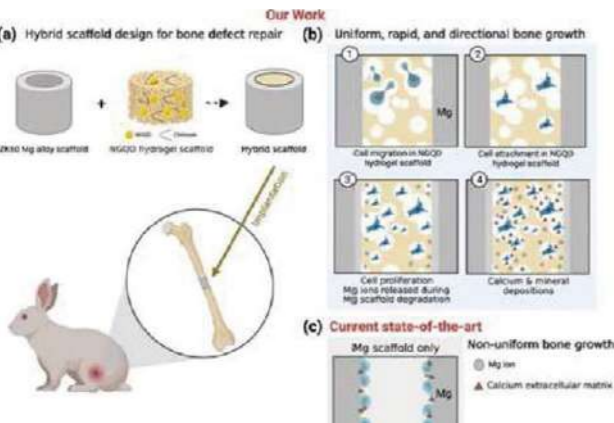 Our Work
(a) Hybrid scaffold design for bone defect repair
ZK60 Mg alloy scaffold
+
NGQD
Chitosan
NGQD hydrogel scaffold
Hybrid scaffold
Implantation
(b) Uniform, rapid, and directional bone growth
1
2
Mg
Cell migration in NGQD
hydrogel scaffold
Cell attachment in NGQD
hydrogel scaffold
3
4
Cell proliferation
Mg ions released during
Mg scaffold degradation
Calcium & mineral
depositions
(c) Current state-of-the-art
Mg scaffold only
Mg
Non-uniform bone growth
Mg ion
Calcium extracellular matrix